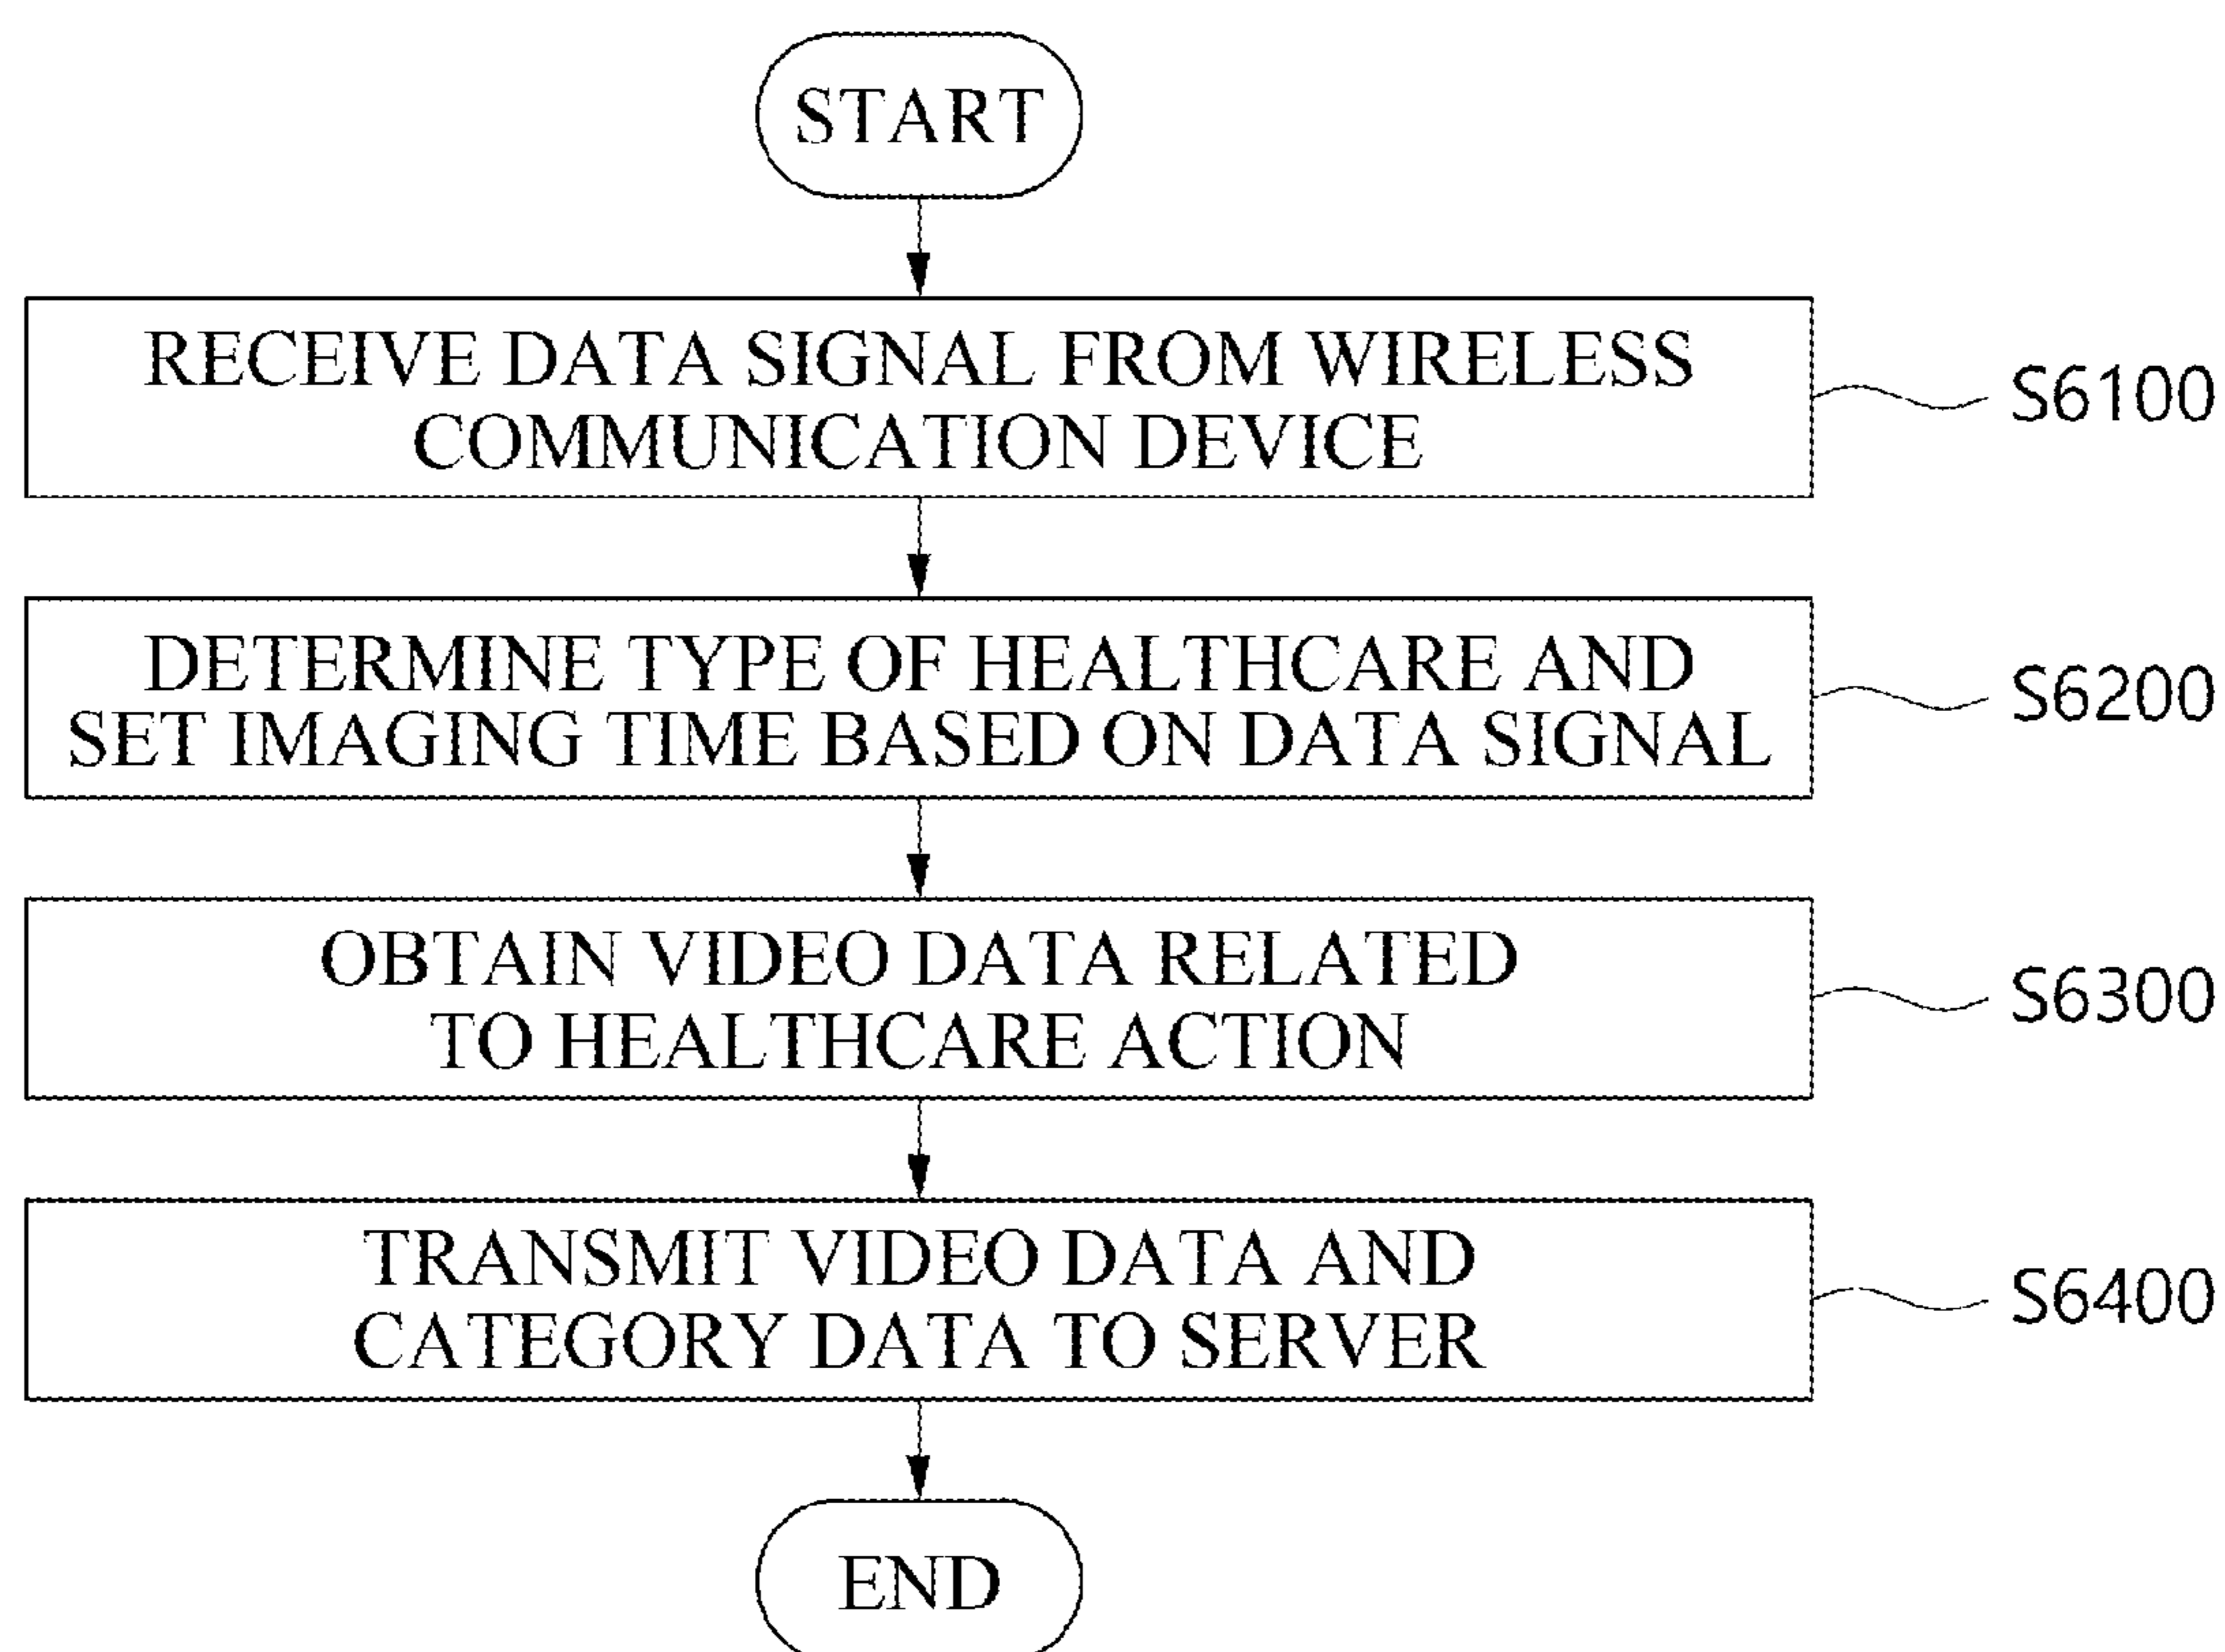 START
RECEIVE DATA SIGNAL FROM WIRELESS
COMMUNICATION DEVICE
S6100
DETERMINE TYPE OF HEALTHCARE AND
SET IMAGING TIME BASED ON DATA SIGNAL
S6200
OBTAIN VIDEO DATA RELATED
TO HEALTHCARE ACTION
S6300
TRANSMIT VIDEO DATA AND
CATEGORY DATA TO SERVER
S6400
END